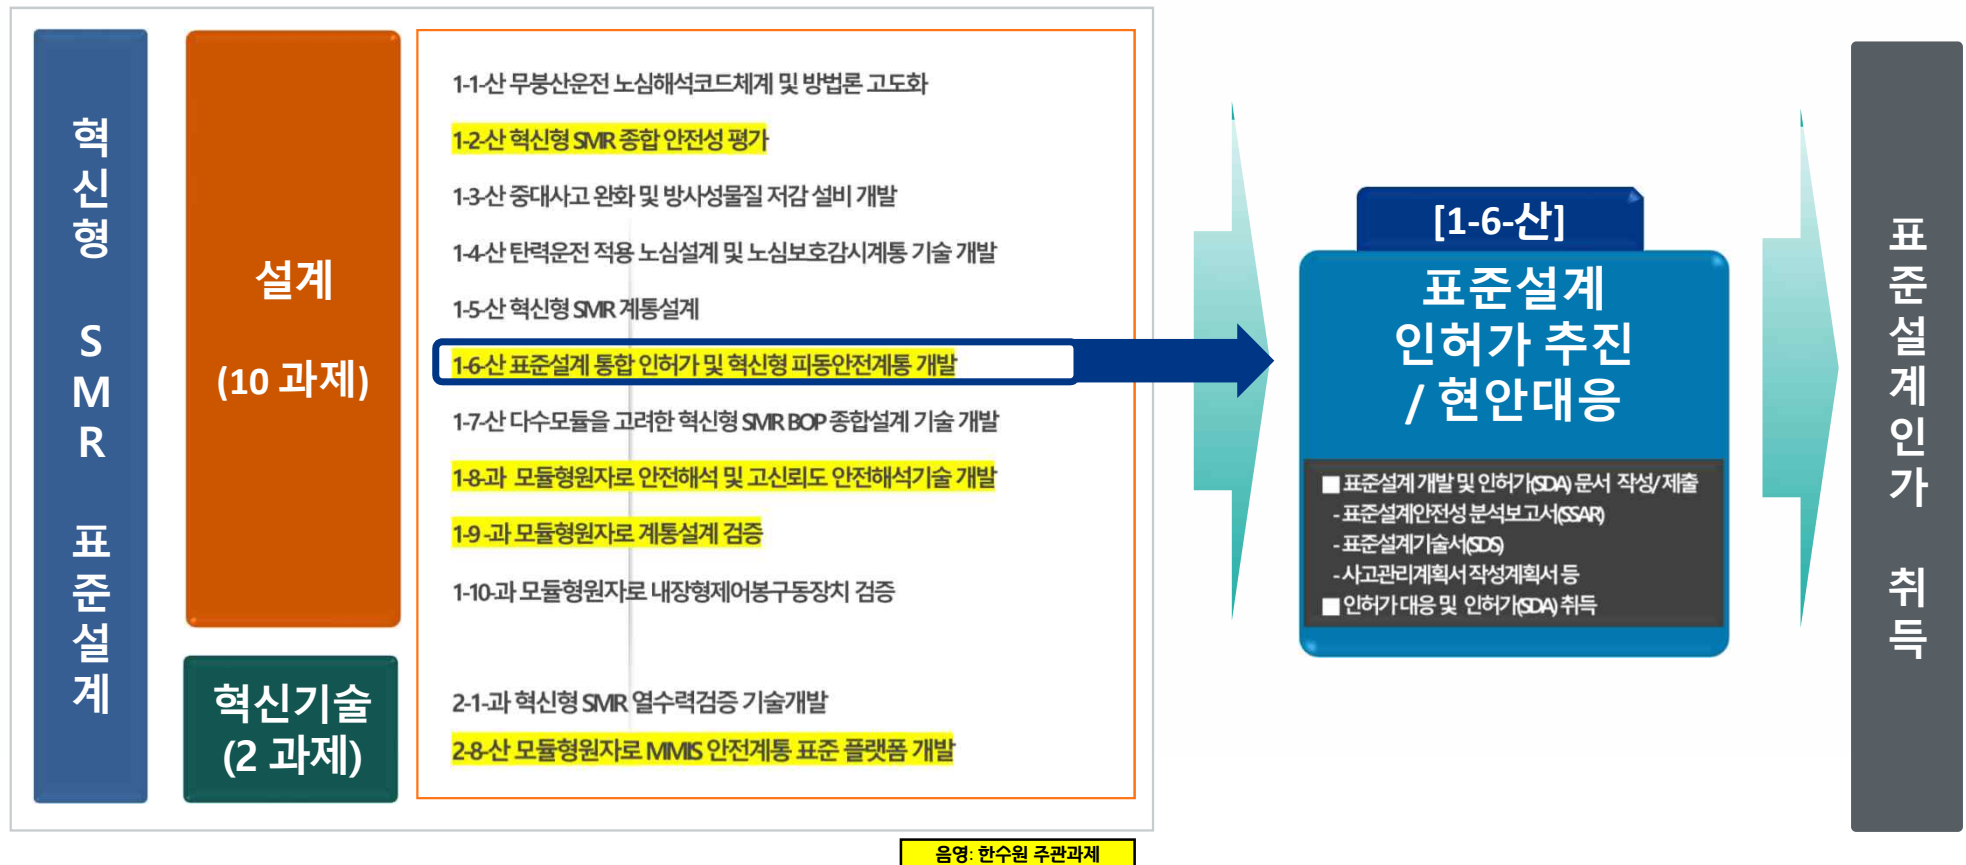 혁신형 SMR 표준설계
설계
(10 과제)
1-1-산 무붕산운전 노심해석코드체계 및 방법론 고도화
1-2-산 혁신형 SMR 종합 안전성 평가
1-3-산 중대사고 완화 및 방사성물질 저감 설비 개발
1-4-산 탄력운전 적용 노심설계 및 노심보호감시계통 기술 개발
1-5-산 혁신형 SMR 계통설계
1-6-산 표준설계 통합 인허가 및 혁신형 피동안전계통 개발
1-7-산 다수모듈을 고려한 혁신형 SMR BOP 종합설계 기술 개발
1-8-과 모듈형원자로 안전해석 및 고신뢰도 안전해석기술 개발
1-9 -과 모듈형원자로 계통설계 검증
1-10-과 모듈형원자로 내장형제어봉구동장치 검증
혁신기술
(2 과제)
2-1-과 혁신형 SMR 열수력검증 기술개발
2-8-산 모듈형원자로 MMIS 안전계통 표준 플랫폼 개발
음영: 한수원 주관과제
[1-6-산]
표준설계
인허가 추진
/ 현안대응
■ 표준설계 개발 및 인허가(SDA) 문서 작성/제출
- 표준설계안전성 분석보고서(SSAR)
- 표준설계기술서(SDS)
- 사고관리계획서 작성계획서 등
■ 인허가 대응 및 인허가(SDA) 취득
표준설계인가 취득